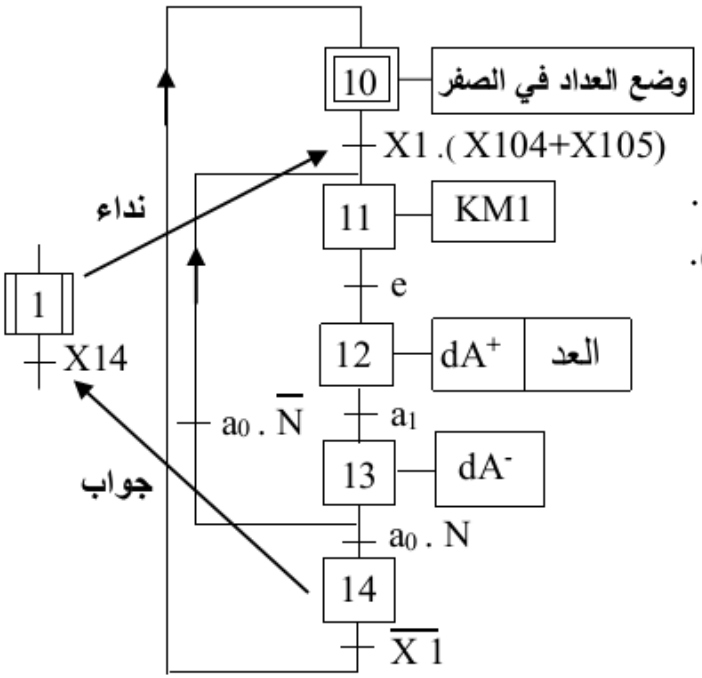 10
وضع العداد في الصفر
X1 .( X104+X105)
نداء
11
KM1
e
1
X14
12
dA⁺
العد
a₀ . N̅
a₁
جواب
13
dA⁻
a₀ . N
14
X̅ ̅1̅